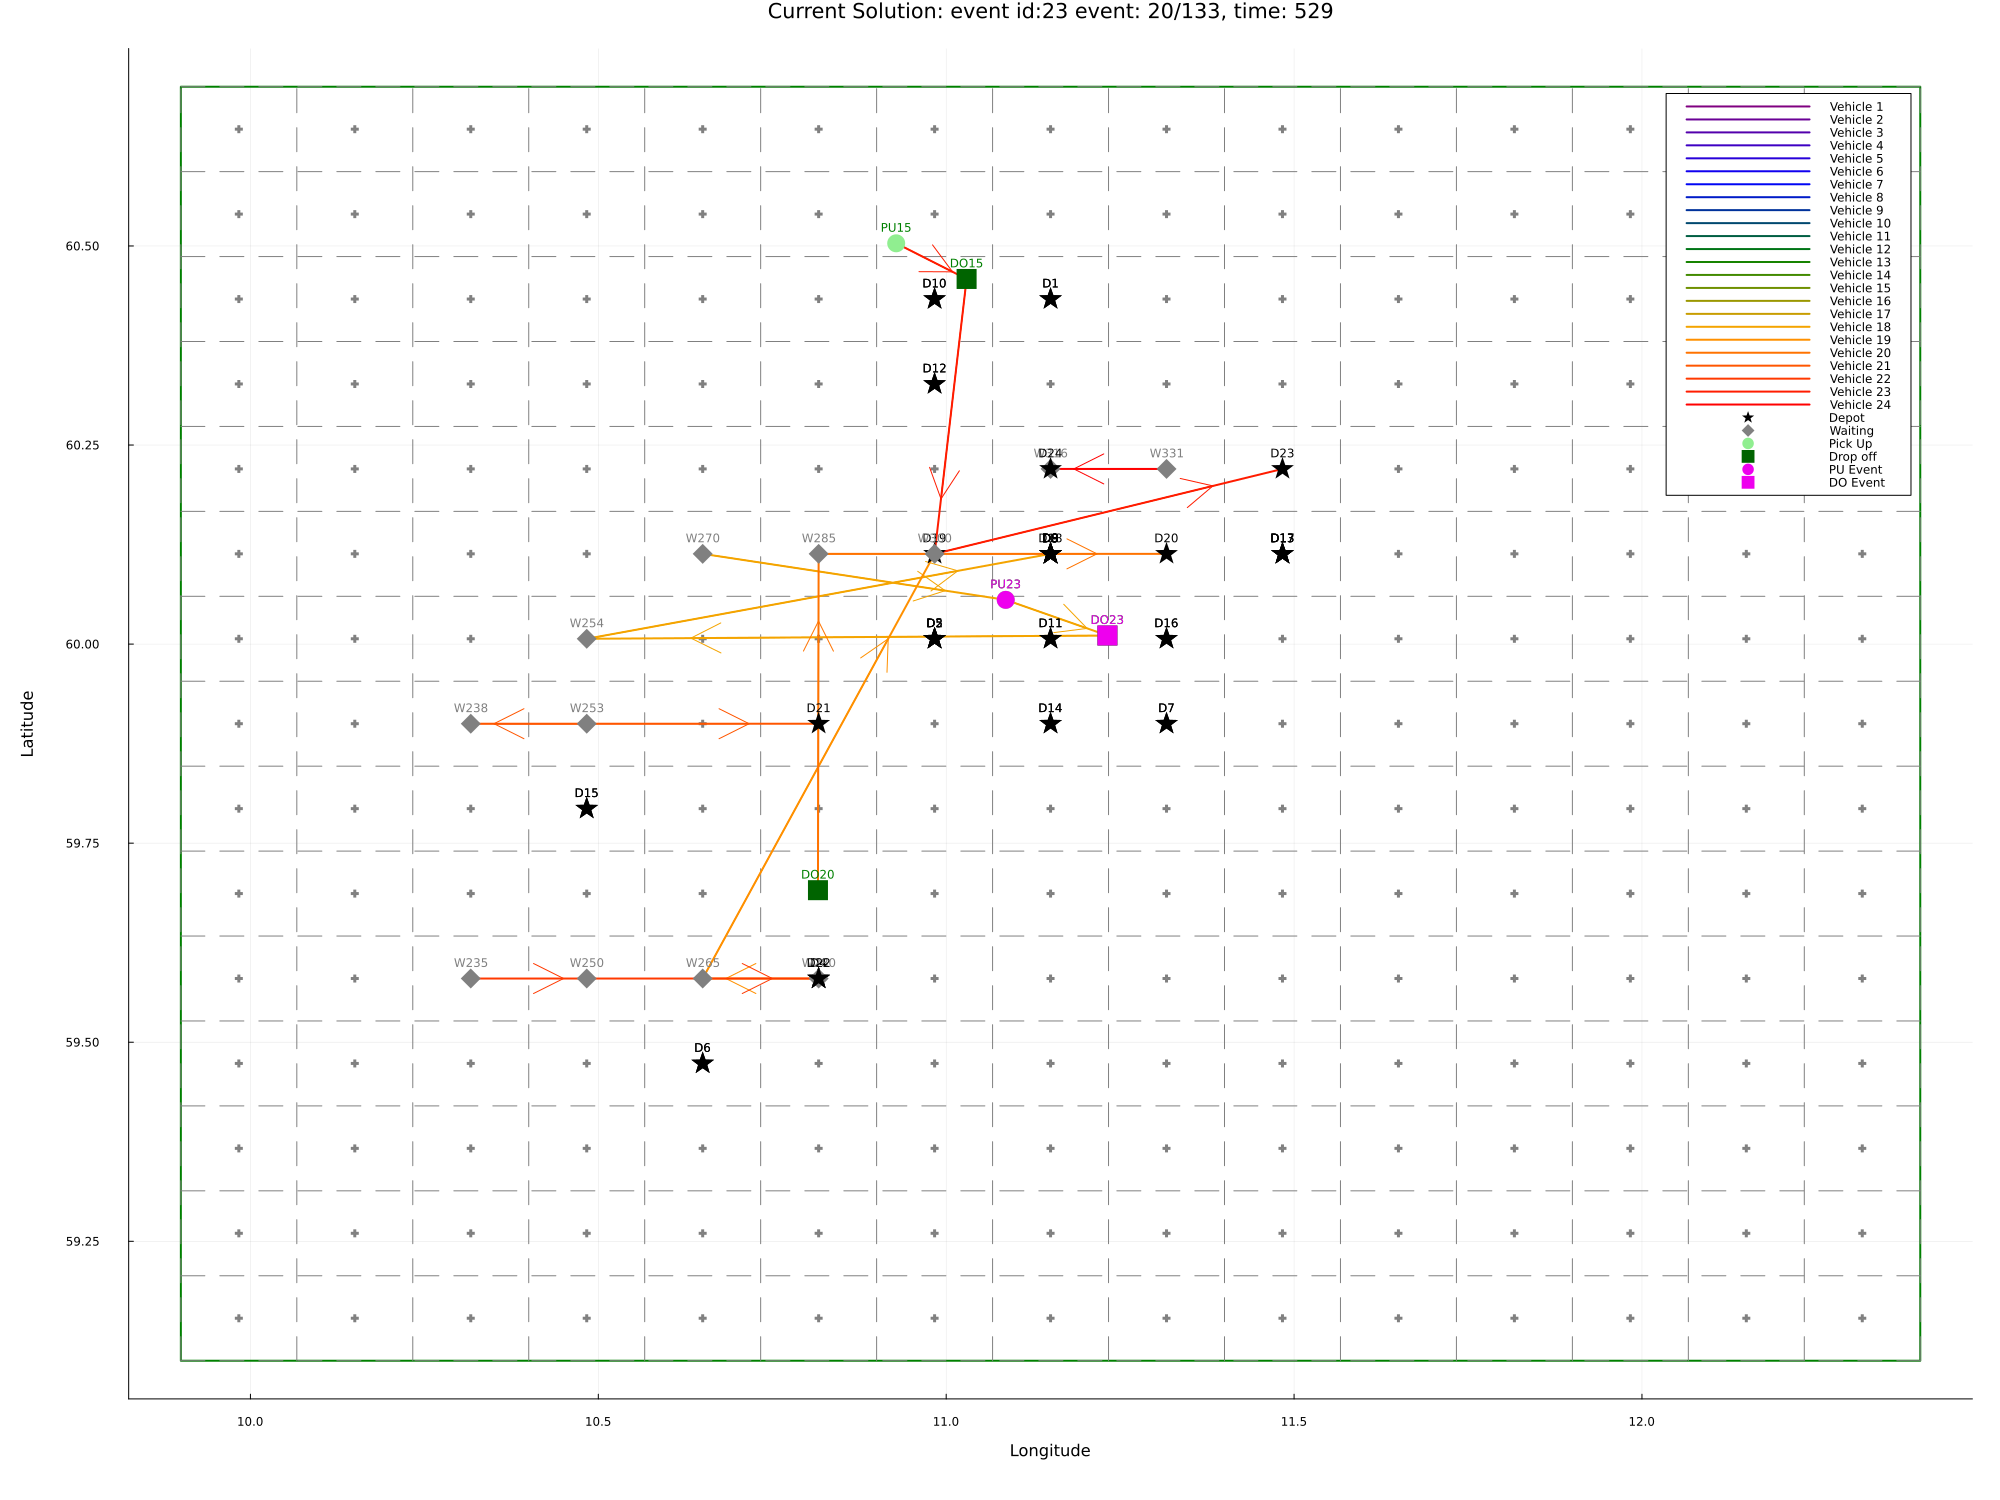 Current Solution: event id:23 event: 20/133, time: 529
Vehicle 1
Vehicle 2
Vehicle 3
Vehicle 4
Vehicle 5
Vehicle 6
Vehicle 7
Vehicle 8
Vehicle 9
Vehicle 10
Vehicle 11
Vehicle 12
Vehicle 13
Vehicle 14
Vehicle 15
Vehicle 16
Vehicle 17
Vehicle 18
Vehicle 19
Vehicle 20
Vehicle 21
Vehicle 22
Vehicle 23
Vehicle 24
Depot
Waiting
Pick Up
Drop off
PU Event
DO Event
PU15
60.50
DO15
D10 D1
D12
60.25
D24 W331 D23
W270 W285 D20
PU23
W254 D11 DO23 D16
60.00
W238 W253 D21 D14 D7
Latitude
D15
59.75
DO20
W235 W250 W265
D6
59.50
59.25
10.0 10.5 11.0 11.5 12.0
Longitude